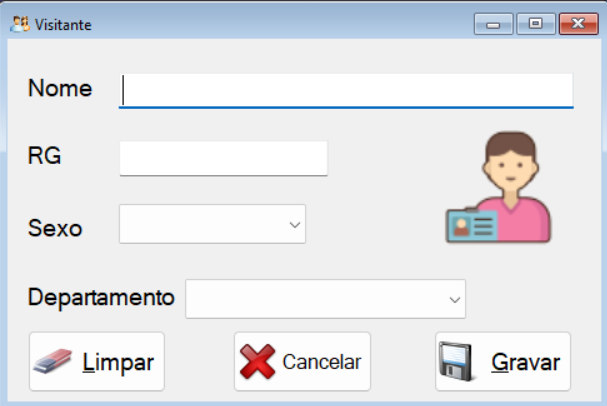 Visitante
Nome
RG
Sexo
Departamento
Limpar Cancelar Gravar